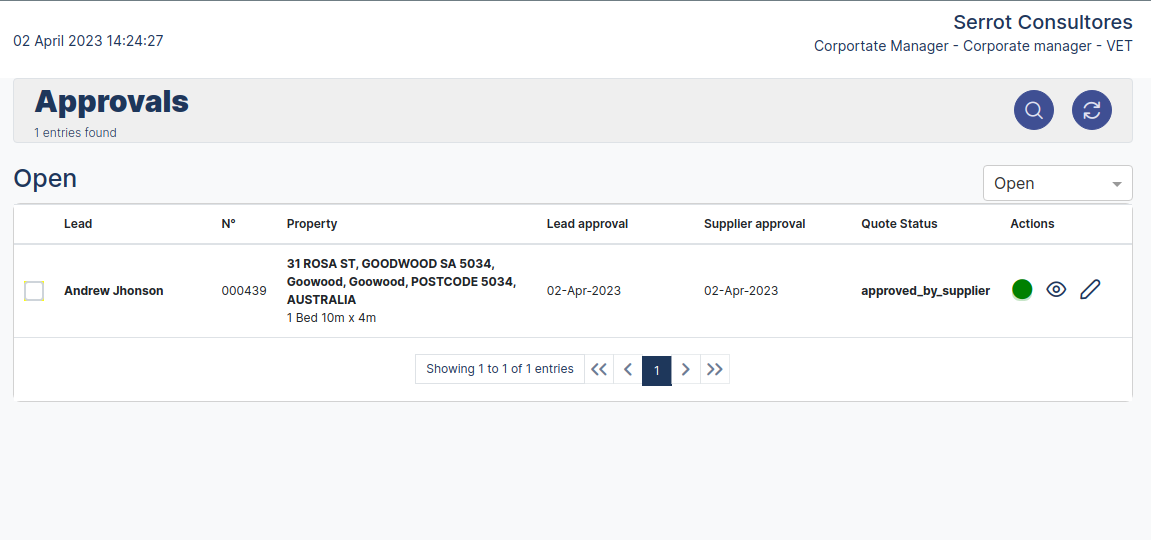 Serrot Consultores
02 April 2023 14:24:27
Corportate Manager - Corporate manager - VET
Approvals
1 entries found
Open
Open
Lead N° Property Lead approval Supplier approval Quote Status Actions
31 ROSA ST, GOODWOOD SA 5034,
Goowood, Goowood, POSTCODE 5034,
AUSTRALIA
1 Bed 10m x 4m
Andrew Jhonson 000439 02-Apr-2023 02-Apr-2023 approved_by_supplier
Showing 1 to 1 of 1 entries
1